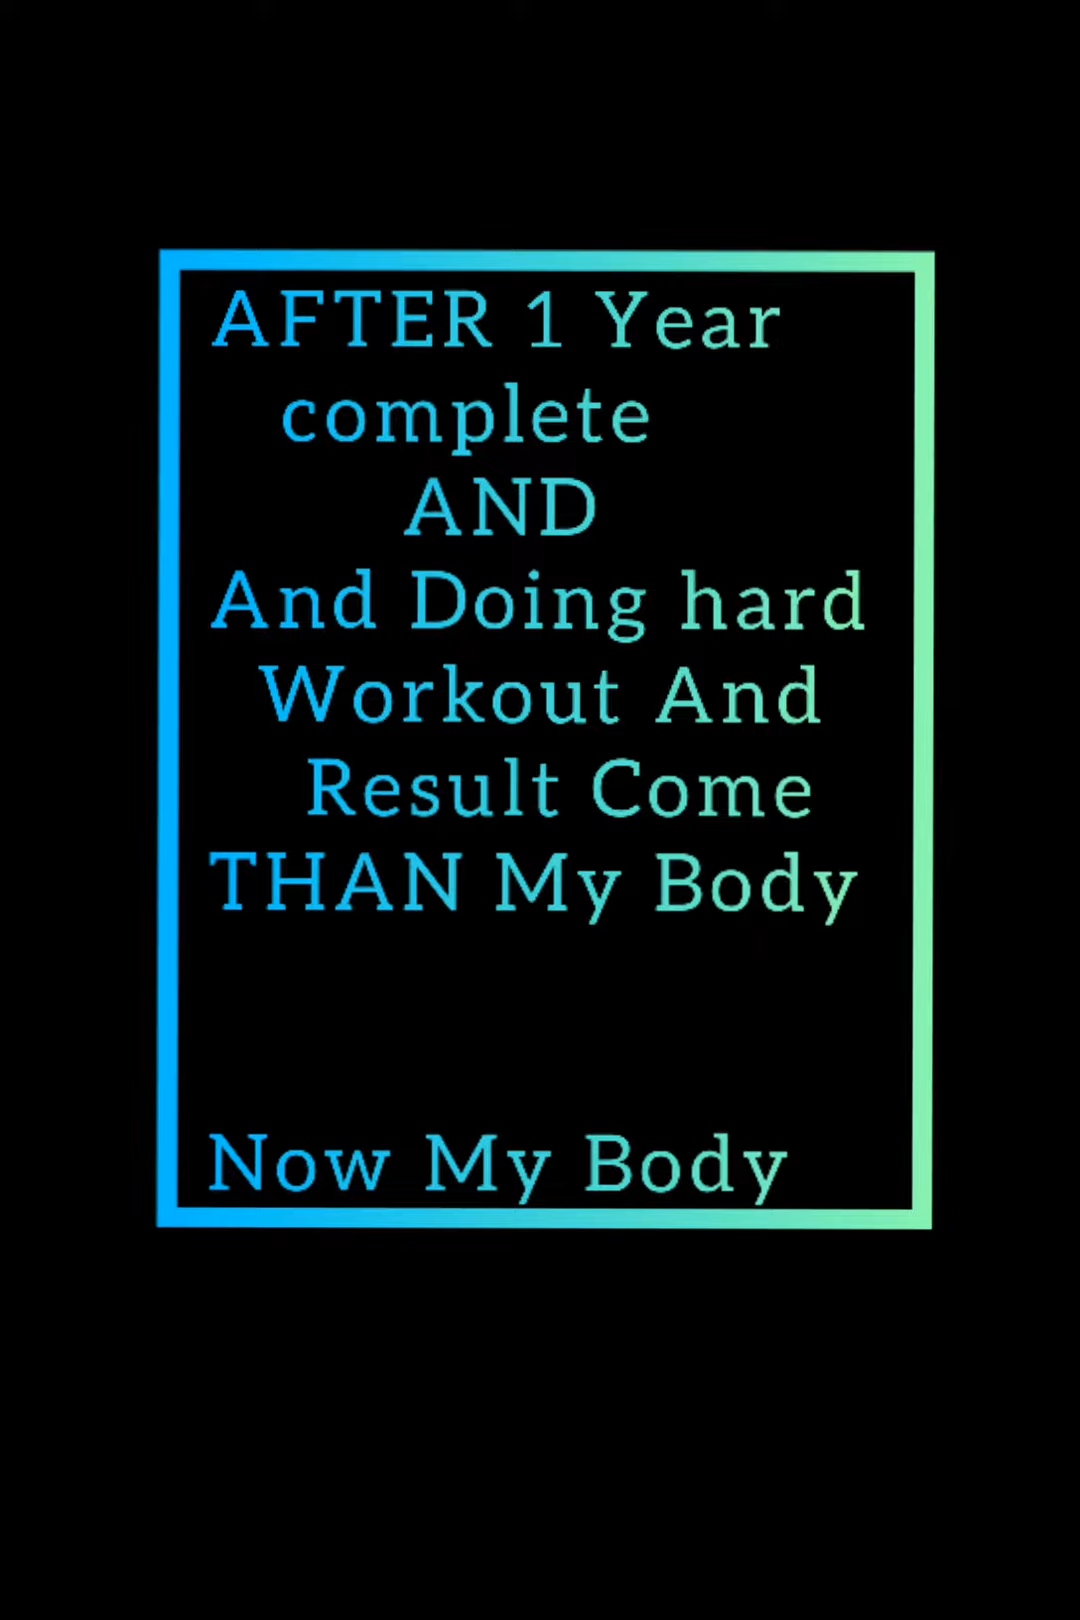 AFTER 1 Year
complete
AND
And Doing hard
Workout And
Result Come
THAN My Body
Now My Body